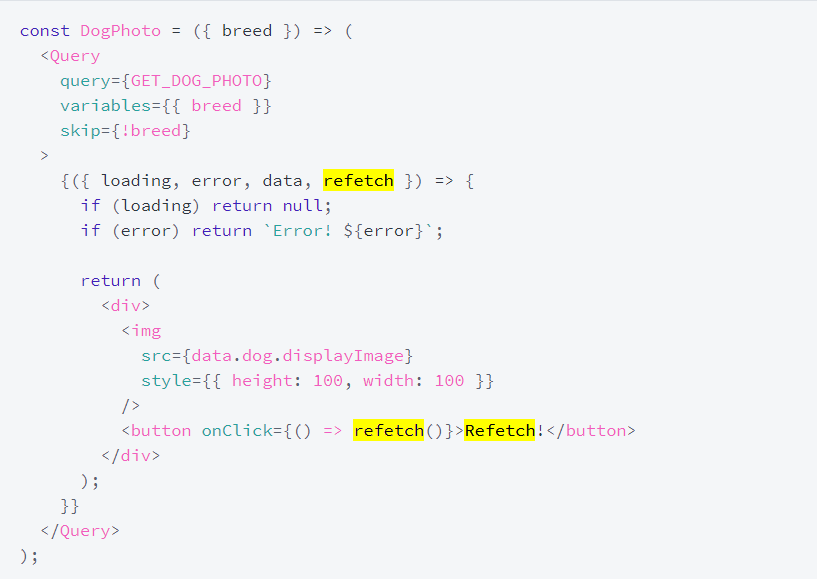 const DogPhoto = ({ breed }) => (
<Query
query={GET_DOG_PHOTO}
variables={{ breed }}
skip={!breed}
>
{({ loading, error, data, refetch }) => {
if (loading) return null;
if (error) return `Error! ${error}`;
return (
<div>
<img
src={data.dog.displayImage}
style={{ height: 100, width: 100 }}
/>
<button onClick={() => refetch()}>Refetch!</button>
</div>
);
}}
</Query>
);